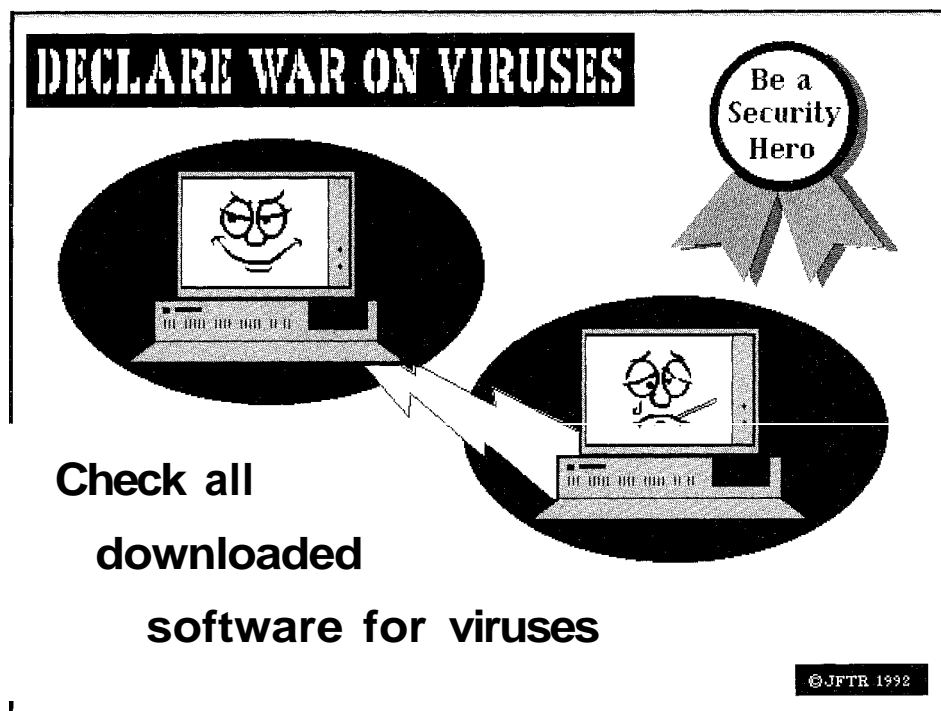 DECLARE WAR ON VIRUSES
Be a
Security
Hero
Check all
downloaded
software for viruses
©JFTR 1992